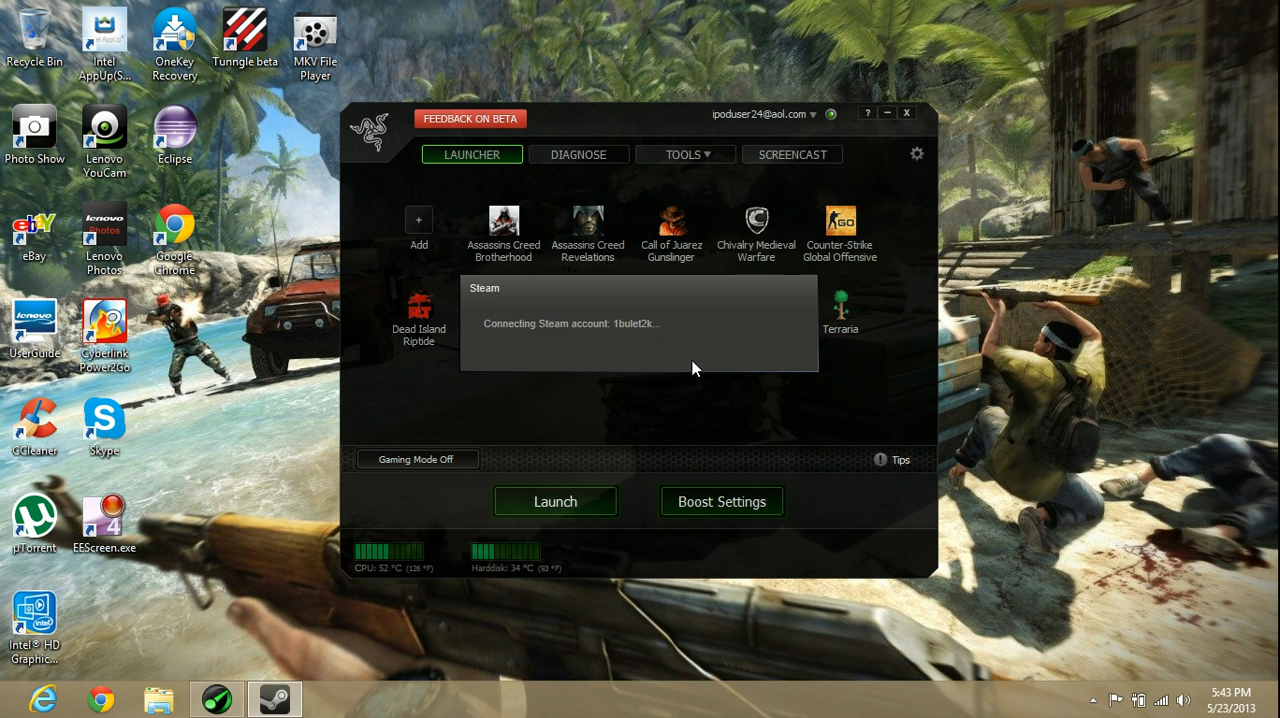 Recycle Bin
Intel
AppUp(S...
OneKey
Recovery
Tunngle beta
MKV File
Player
Photo Show
Lenovo
YouCam
Eclipse
eBay
Lenovo
Photos
Google
Chrome
UserGuide
Cyberlink
Power2Go
CCleaner
Skype
µTorrent
EEScreen.exe
Intel® HD
Graphic...
FEEDBACK ON BETA
ipoduser24@aol.com
? − X
LAUNCHER
DIAGNOSE
TOOLS
SCREENCAST
+
Add
Assassins Creed
Brotherhood
Assassins Creed
Revelations
Call of Juarez
Gunslinger
Chivalry Medieval
Warfare
GO
Counter-Strike
Global Offensive
Dead Island
Riptide
Steam
Connecting Steam account: 1bulet2k...
Terraria
Gaming Mode Off
Tips
Launch
Boost Settings
CPU: 52 °C (126 °F)
Harddisk: 34 °C (93 °F)
5:43 PM
5/23/2013